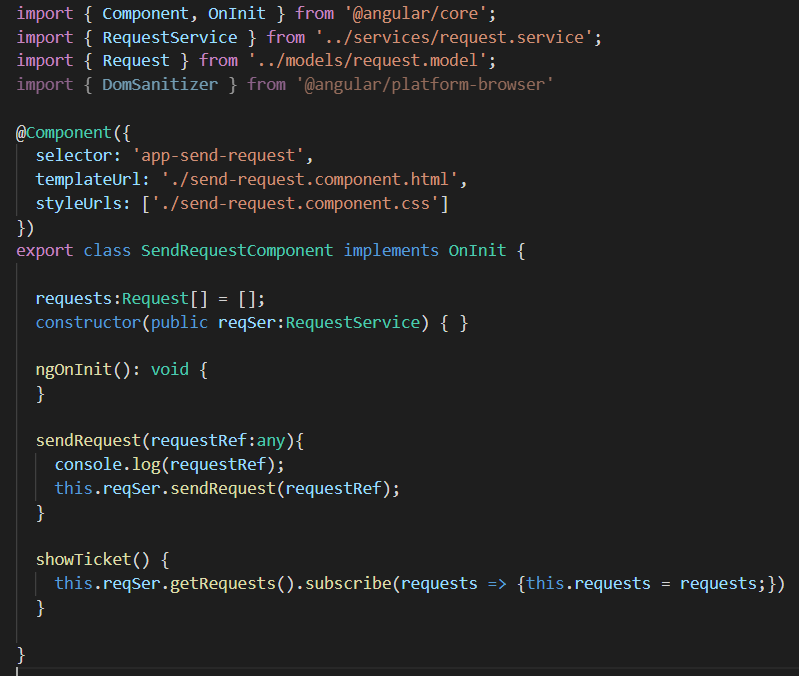 import { Component, OnInit } from '@angular/core';
import { RequestService } from '../services/request.service';
import { Request } from '../models/request.model';
import { DomSanitizer } from '@angular/platform-browser'

@Component({
  selector: 'app-send-request',
  templateUrl: './send-request.component.html',
  styleUrls: ['./send-request.component.css']
})
export class SendRequestComponent implements OnInit {

  requests:Request[] = [];
  constructor(public reqSer:RequestService) { }

  ngOnInit(): void {
  }

  sendRequest(requestRef:any){
    console.log(requestRef);
    this.reqSer.sendRequest(requestRef);
  }

  showTicket() {
    this.reqSer.getRequests().subscribe(requests => {this.requests = requests;})
  }

}